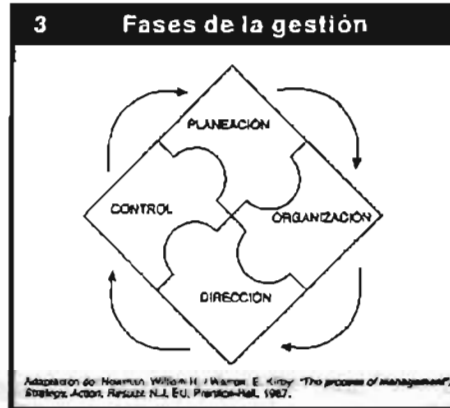 3 Fases de la gestión
PLANEACIÓN
CONTROL
ORGANIZACIÓN
DIRECCIÓN
Adaptación de: Newman, William H. / Warren, E. Kirby. "The process of management",
Strategy, Action, Results N.J. EU, Prentice-Hall, 1987.